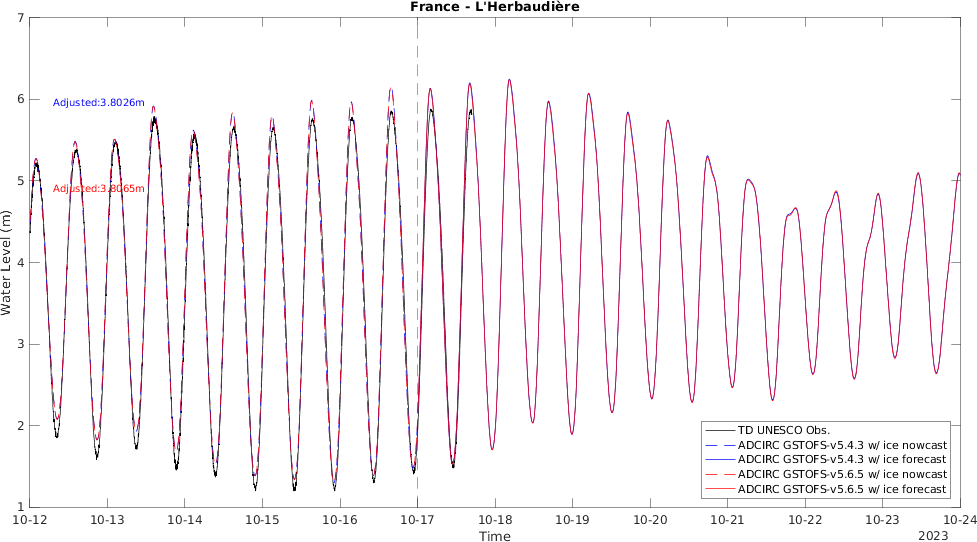 France - L'Herbaudière
7
6
5
4
3
2
1
Water Level (m)
Adjusted:3.8026m
Adjusted:3.8065m
TD UNESCO Obs.
ADCIRC GSTOFS-v5.4.3 w/ ice nowcast
ADCIRC GSTOFS-v5.4.3 w/ ice forecast
ADCIRC GSTOFS-v5.6.5 w/ ice nowcast
ADCIRC GSTOFS-v5.6.5 w/ ice forecast
10-12 10-13 10-14 10-15 10-16 10-17 10-18 10-19 10-20 10-21 10-22 10-23 10-24
Time
2023